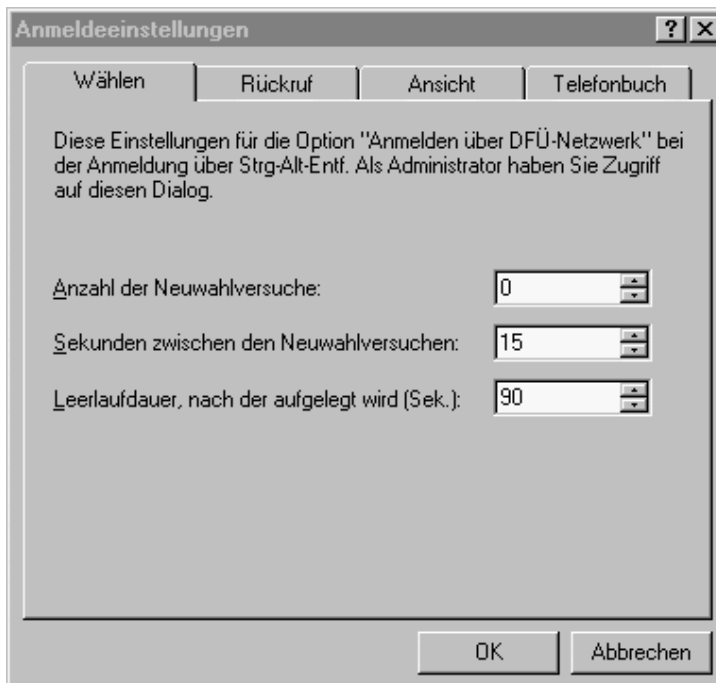 Anmeldeeinstellungen
Wählen Rückruf Ansicht Telefonbuch
Diese Einstellungen für die Option "Anmelden über DFÜ-Netzwerk" bei
der Anmeldung über Strg-Alt-Entf. Als Administrator haben Sie Zugriff
auf diesen Dialog.
Anzahl der Neuwahlversuche: 0
Sekunden zwischen den Neuwahlversuchen: 15
Leerlaufdauer, nach der aufgelegt wird (Sek.): 90
OK Abbrechen